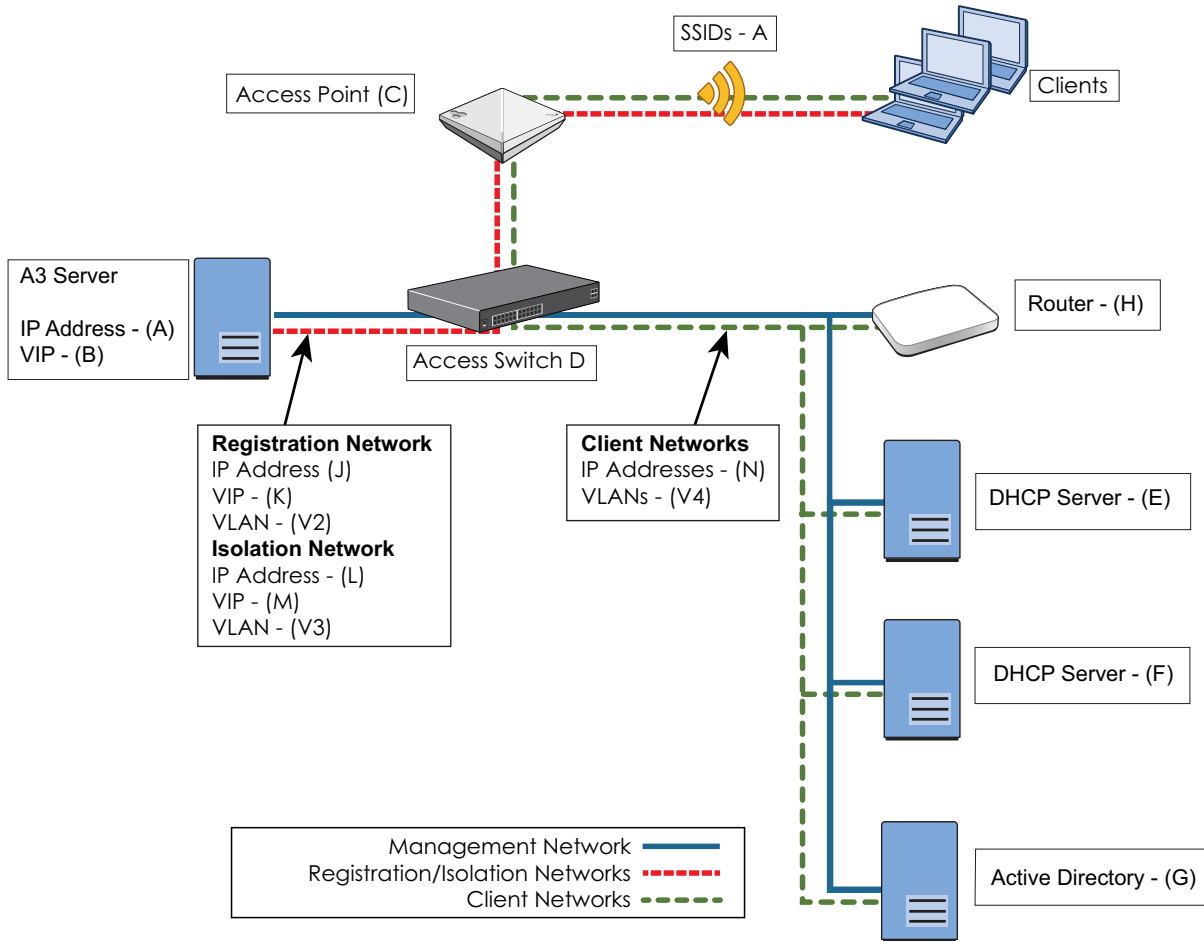 SSIDs - A
Access Point (C)
Clients
A3 Server
IP Address - (A)
VIP - (B)
Access Switch D
Router - (H)
Registration Network
IP Address (J)
VIP - (K)
VLAN - (V2)
Isolation Network
IP Address - (L)
VIP - (M)
VLAN - (V3)
Client Networks
IP Addresses - (N)
VLANs - (V4)
DHCP Server - (E)
DHCP Server - (F)
Active Directory - (G)
Management Network
Registration/Isolation Networks
Client Networks